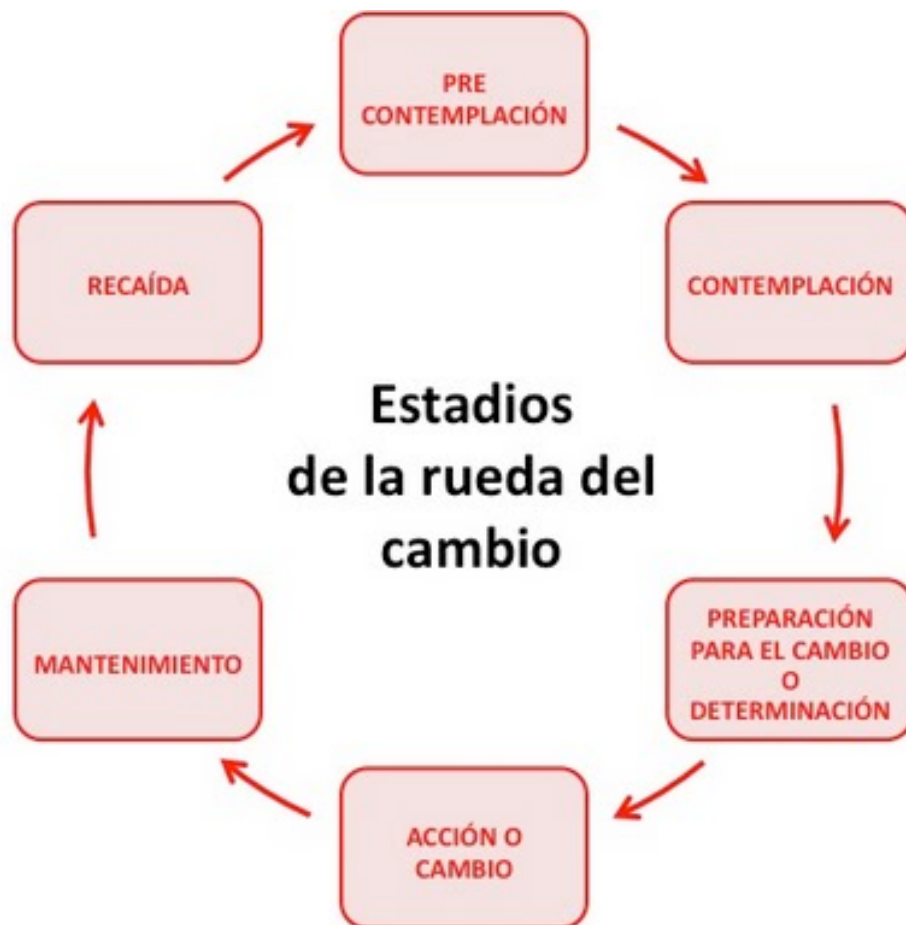 PRE
CONTEMPLACIÓN
CONTEMPLACIÓN
PREPARACIÓN
PARA EL CAMBIO
O
DETERMINACIÓN
ACCIÓN O
CAMBIO
MANTENIMIENTO
RECAÍDA
Estadios
de la rueda del
cambio